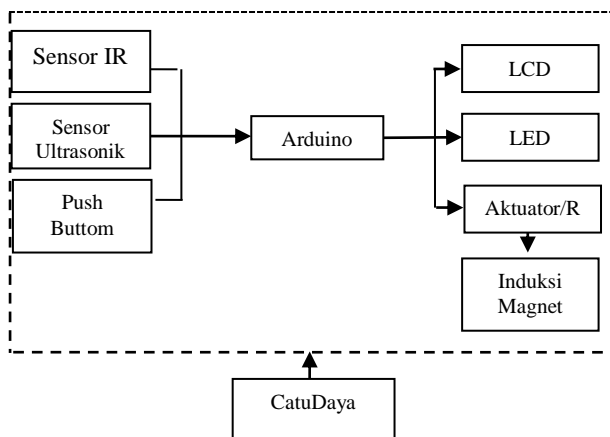 Sensor IR
Sensor
Ultrasonik
Push
Buttom
Arduino
LCD
LED
Aktuator/R
Induksi
Magnet
CatuDaya